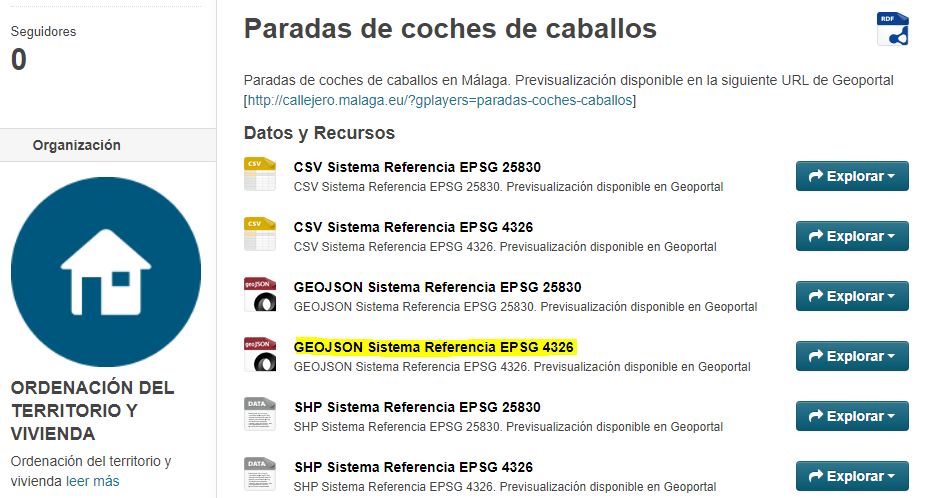 Seguidores
0
Organización
ORDENACIÓN DEL
TERRITORIO Y
VIVIENDA
Ordenación del territorio y
vivienda leer más
Paradas de coches de caballos
RDF
Paradas de coches de caballos en Málaga. Previsualización disponible en la siguiente URL de Geoportal
[http://callejero.malaga.eu/?gplayers=paradas-coches-caballos]
Datos y Recursos
CSV
CSV Sistema Referencia EPSG 25830
CSV Sistema Referencia EPSG 25830. Previsualización disponible en Geoportal
Explorar
CSV
CSV Sistema Referencia EPSG 4326
CSV Sistema Referencia EPSG 4326. Previsualización disponible en Geoportal
Explorar
geoJSON
GEOJSON Sistema Referencia EPSG 25830
GEOJSON Sistema Referencia EPSG 25830. Previsualización disponible en Geoportal
Explorar
geoJSON
GEOJSON Sistema Referencia EPSG 4326
GEOJSON Sistema Referencia EPSG 4326. Previsualización disponible en Geoportal
Explorar
DATA
SHP Sistema Referencia EPSG 25830
SHP Sistema Referencia EPSG 25830. Previsualización disponible en Geoportal
Explorar
DATA
SHP Sistema Referencia EPSG 4326
SHP Sistema Referencia EPSG 4326. Previsualización disponible en Geoportal
Explorar